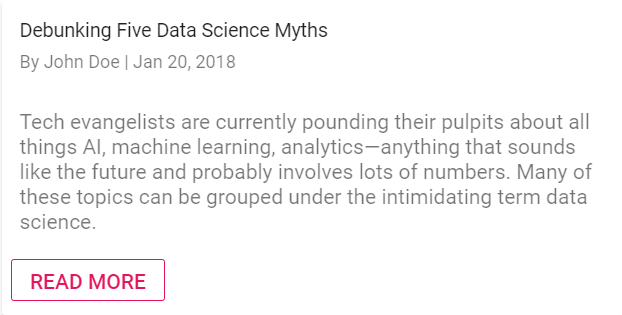 Debunking Five Data Science Myths
By John Doe | Jan 20, 2018
Tech evangelists are currently pounding their pulpits about all
things AI, machine learning, analytics—anything that sounds
like the future and probably involves lots of numbers. Many of
these topics can be grouped under the intimidating term data
science.
READ MORE